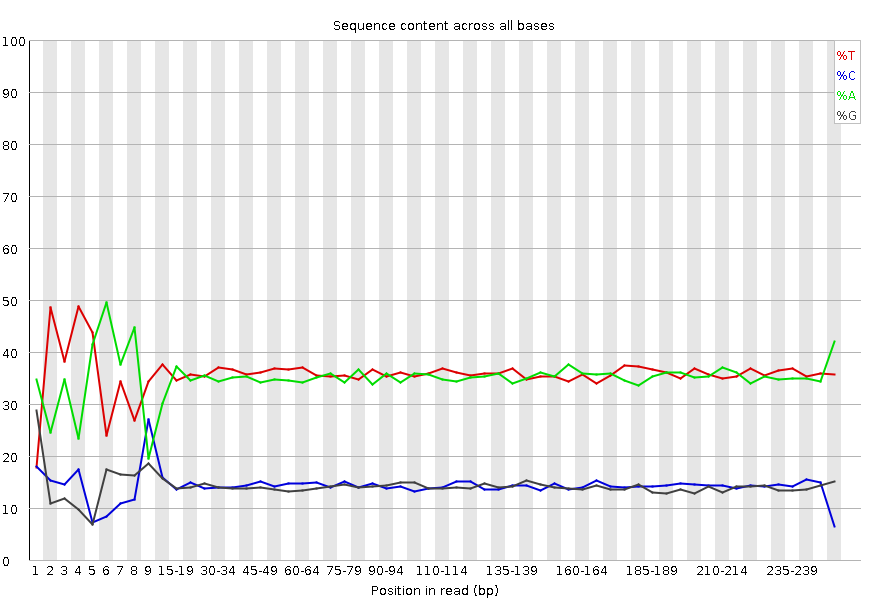 Sequence content across all bases
%T
%C
%A
%G
100
90
80
70
60
50
40
30
20
10
0
1 2 3 4 5 6 7 8 9 15-19 30-34 45-49 60-64 75-79 90-94 110-114 135-139 160-164 185-189 210-214 235-239
Position in read (bp)